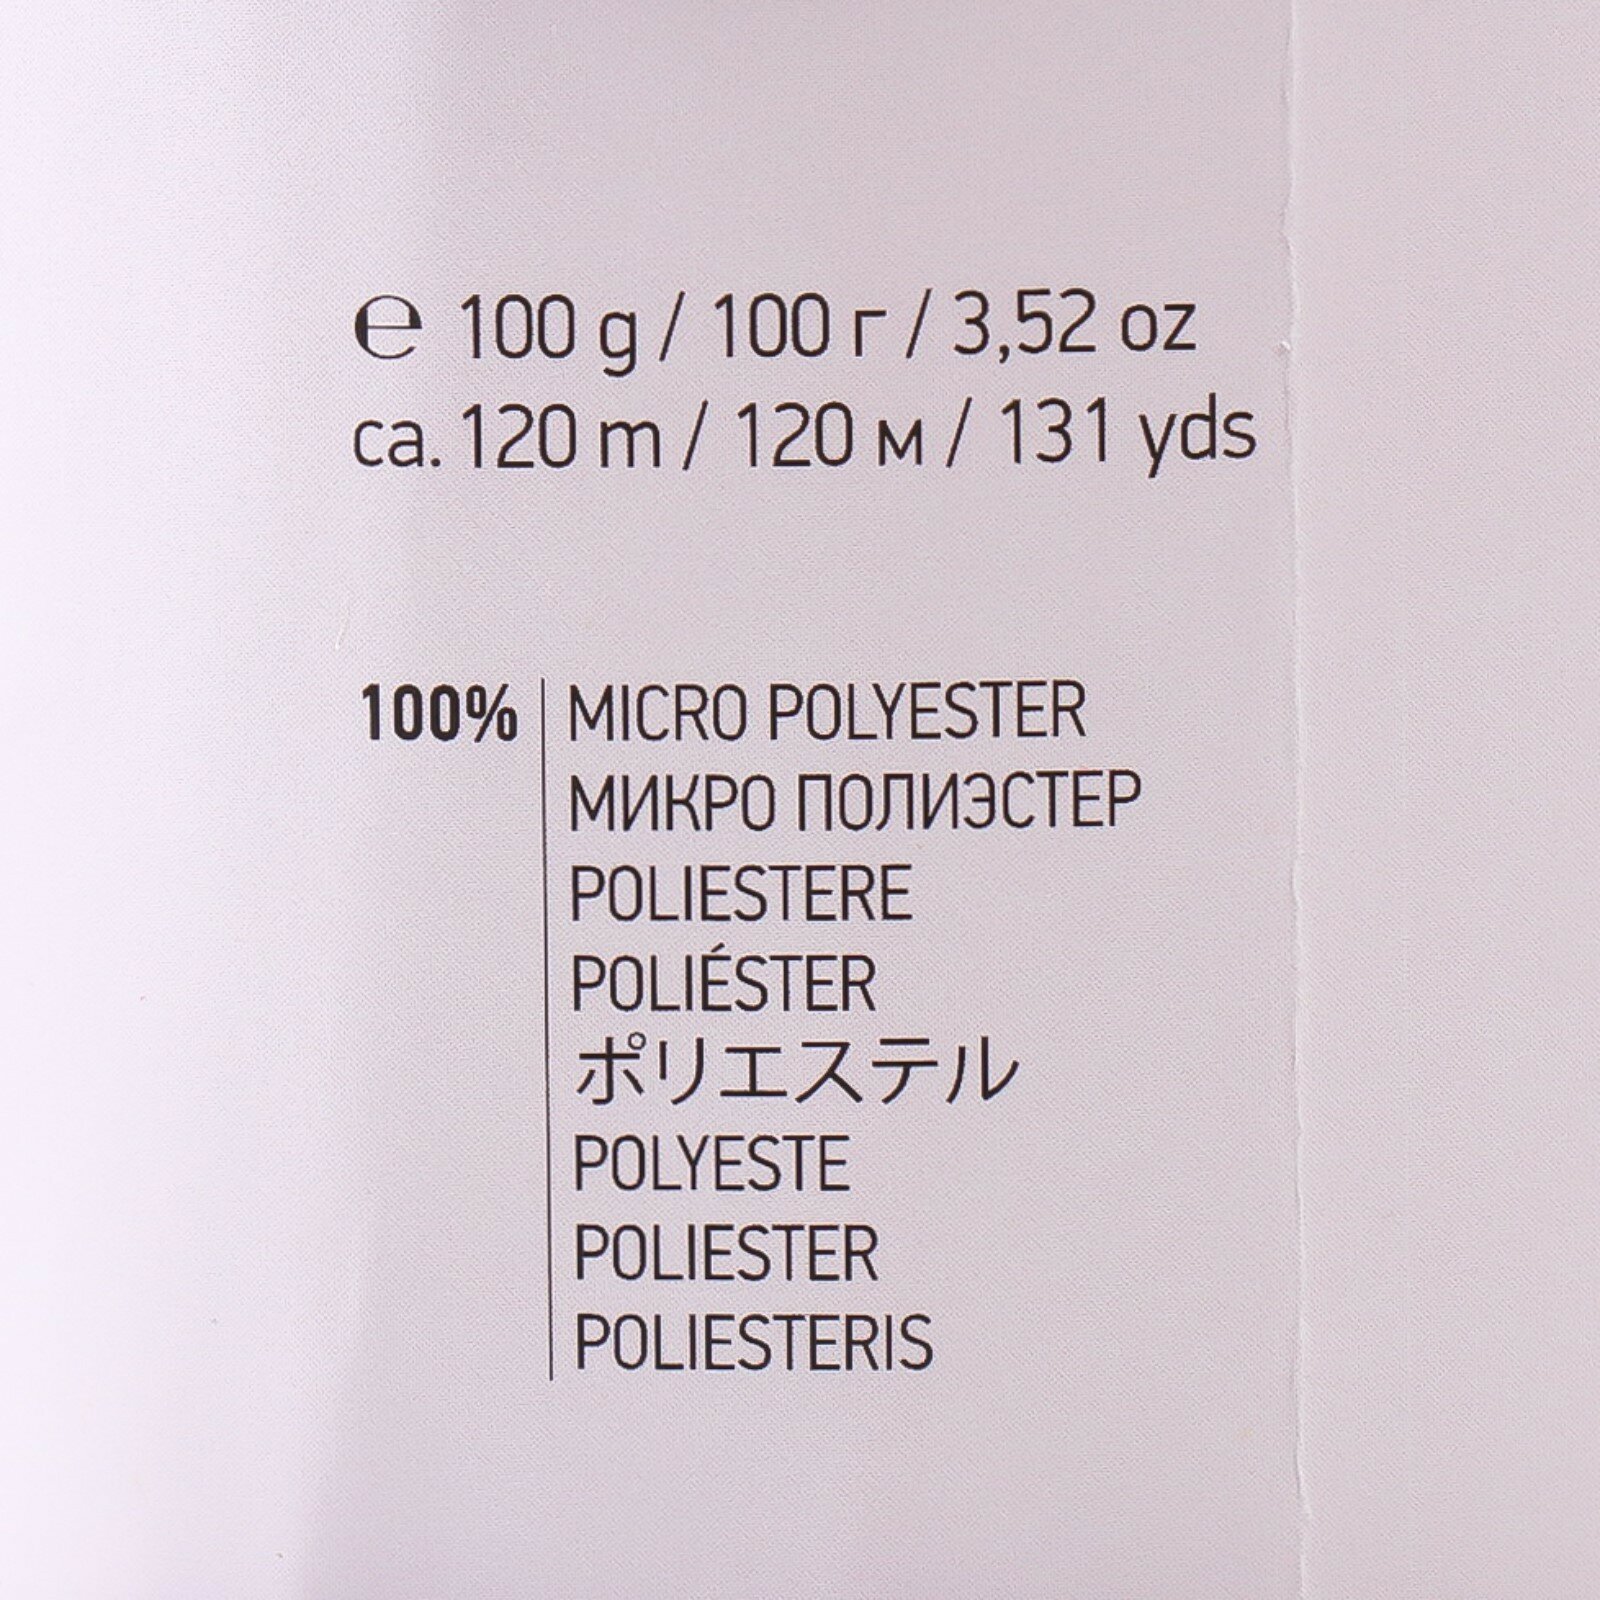 ℮ 100 g / 100 г / 3,52 oz
ca. 120 m / 120 м / 131 yds
100% MICRO POLYESTER
МИКРО ПОЛИЭСТЕР
POLIESTERE
POLIÉSTER
ポリエステル
POLYESTE
POLIESTER
POLIESTERIS